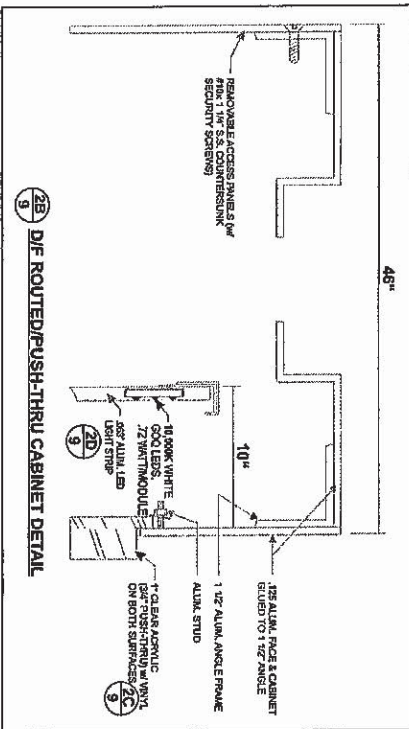 46"
REMOVABLE ACCESS PANELS (W/
#10x 1 1/4" S.S. COUNTERSUNK
SECURITY SCREWS)
10"
.125 ALUM. FACE & CABINET
GLUED TO 1 1/2" ANGLE
1 1/2" ALUM. ANGLE FRAME
ALUM. STUD
10,000K WHITE
GOQ LEDS.
.72 WATT/MODULE
.063" ALUM. LED
LIGHT STRIP
2D
9
1" CLEAR ACRYLIC
(3/4" PUSH-THRU) w/ VINYL
ON BOTH SURFACES
2C
9
2B
9
D/F ROUTED/PUSH-THRU CABINET DETAIL